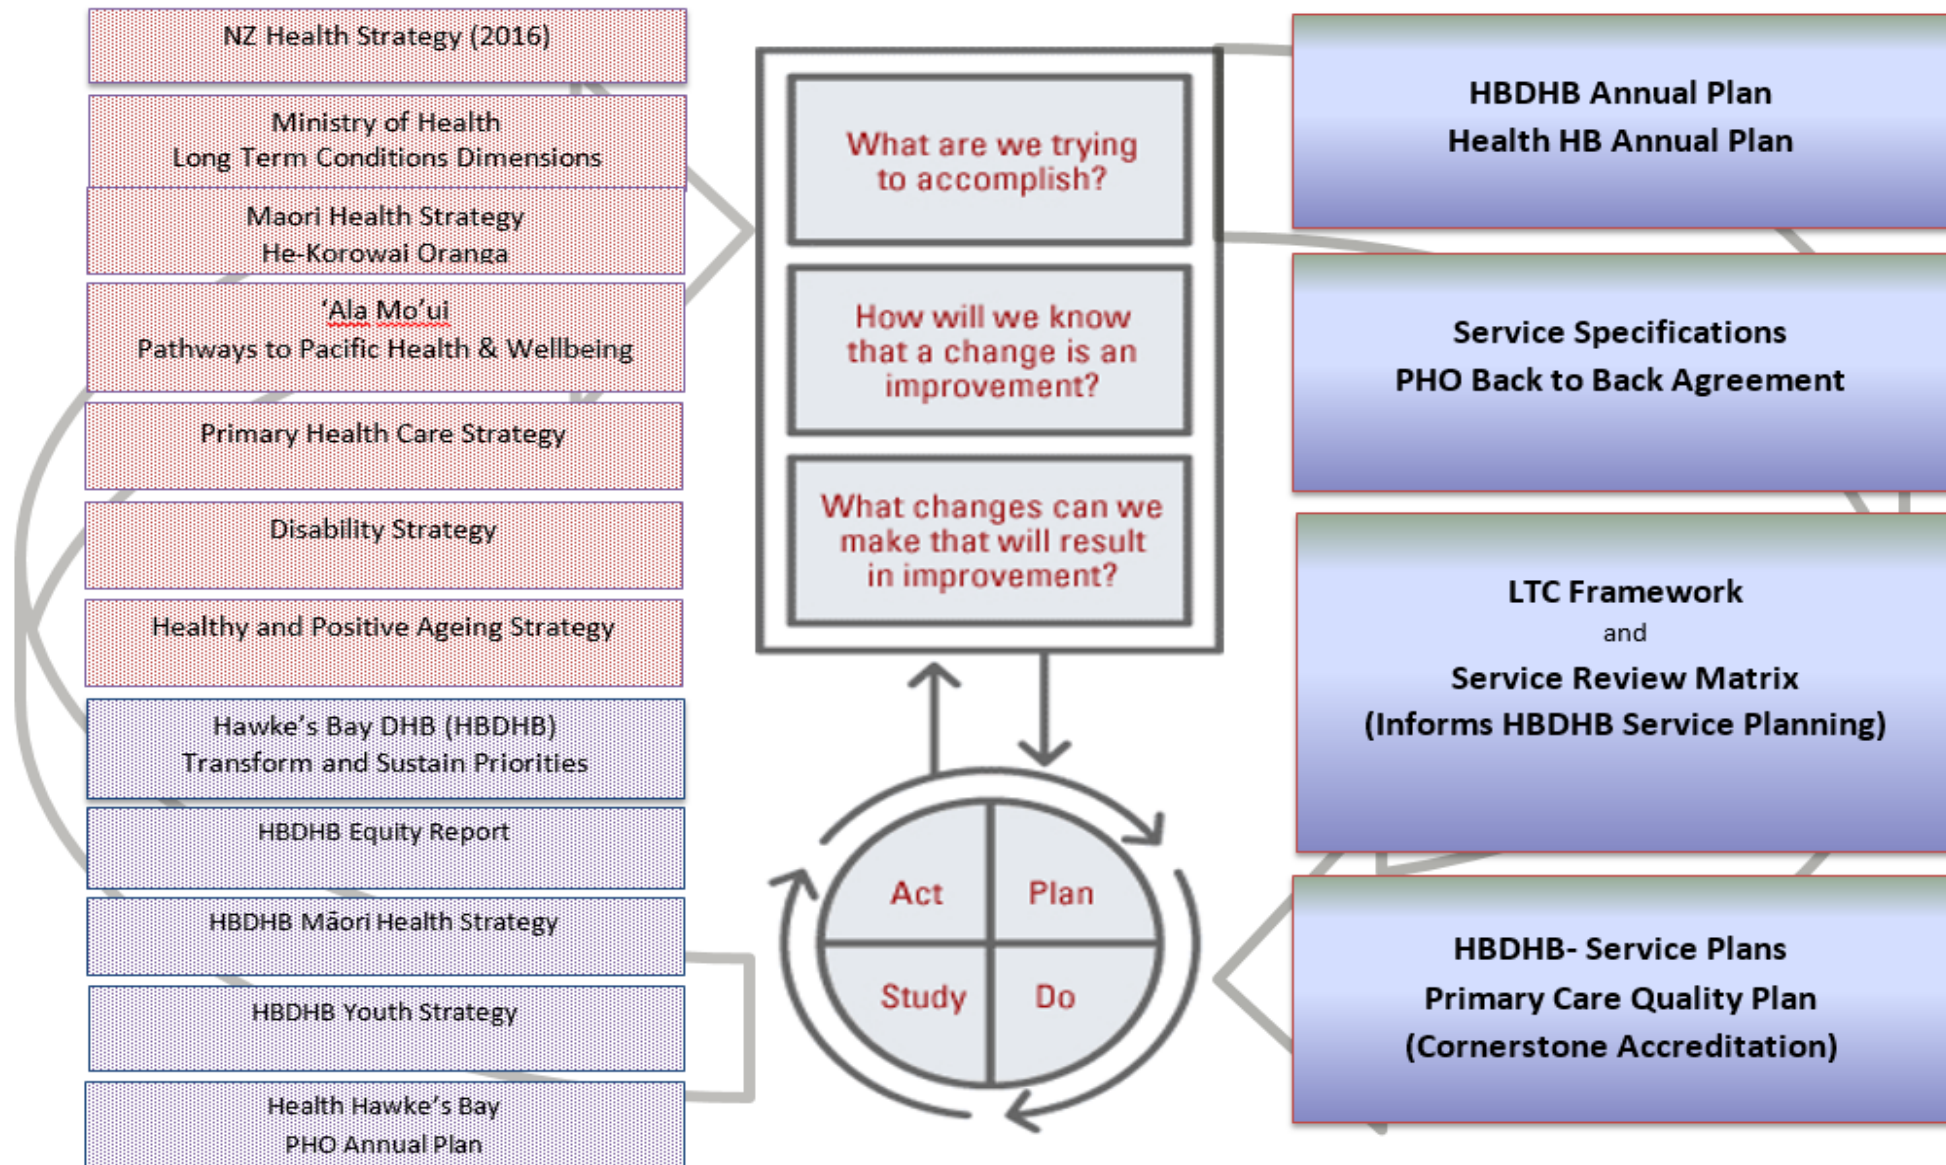 NZ Health Strategy (2016)
Ministry of Health
Long Term Conditions Dimensions
Maori Health Strategy
He-Korowai Oranga
‘Ala Mo’ui
Pathways to Pacific Health & Wellbeing
Primary Health Care Strategy
Disability Strategy
Healthy and Positive Ageing Strategy
Hawke’s Bay DHB (HBDHB)
Transform and Sustain Priorities
HBDHB Equity Report
HBDHB Māori Health Strategy
HBDHB Youth Strategy
Health Hawke’s Bay
PHO Annual Plan
What are we trying
to accomplish?
How will we know
that a change is an
improvement?
What changes can we
make that will result
in improvement?
Act
Plan
Study
Do
HBDHB Annual Plan
Health HB Annual Plan
Service Specifications
PHO Back to Back Agreement
LTC Framework
and
Service Review Matrix
(Informs HBDHB Service Planning)
HBDHB- Service Plans
Primary Care Quality Plan
(Cornerstone Accreditation)